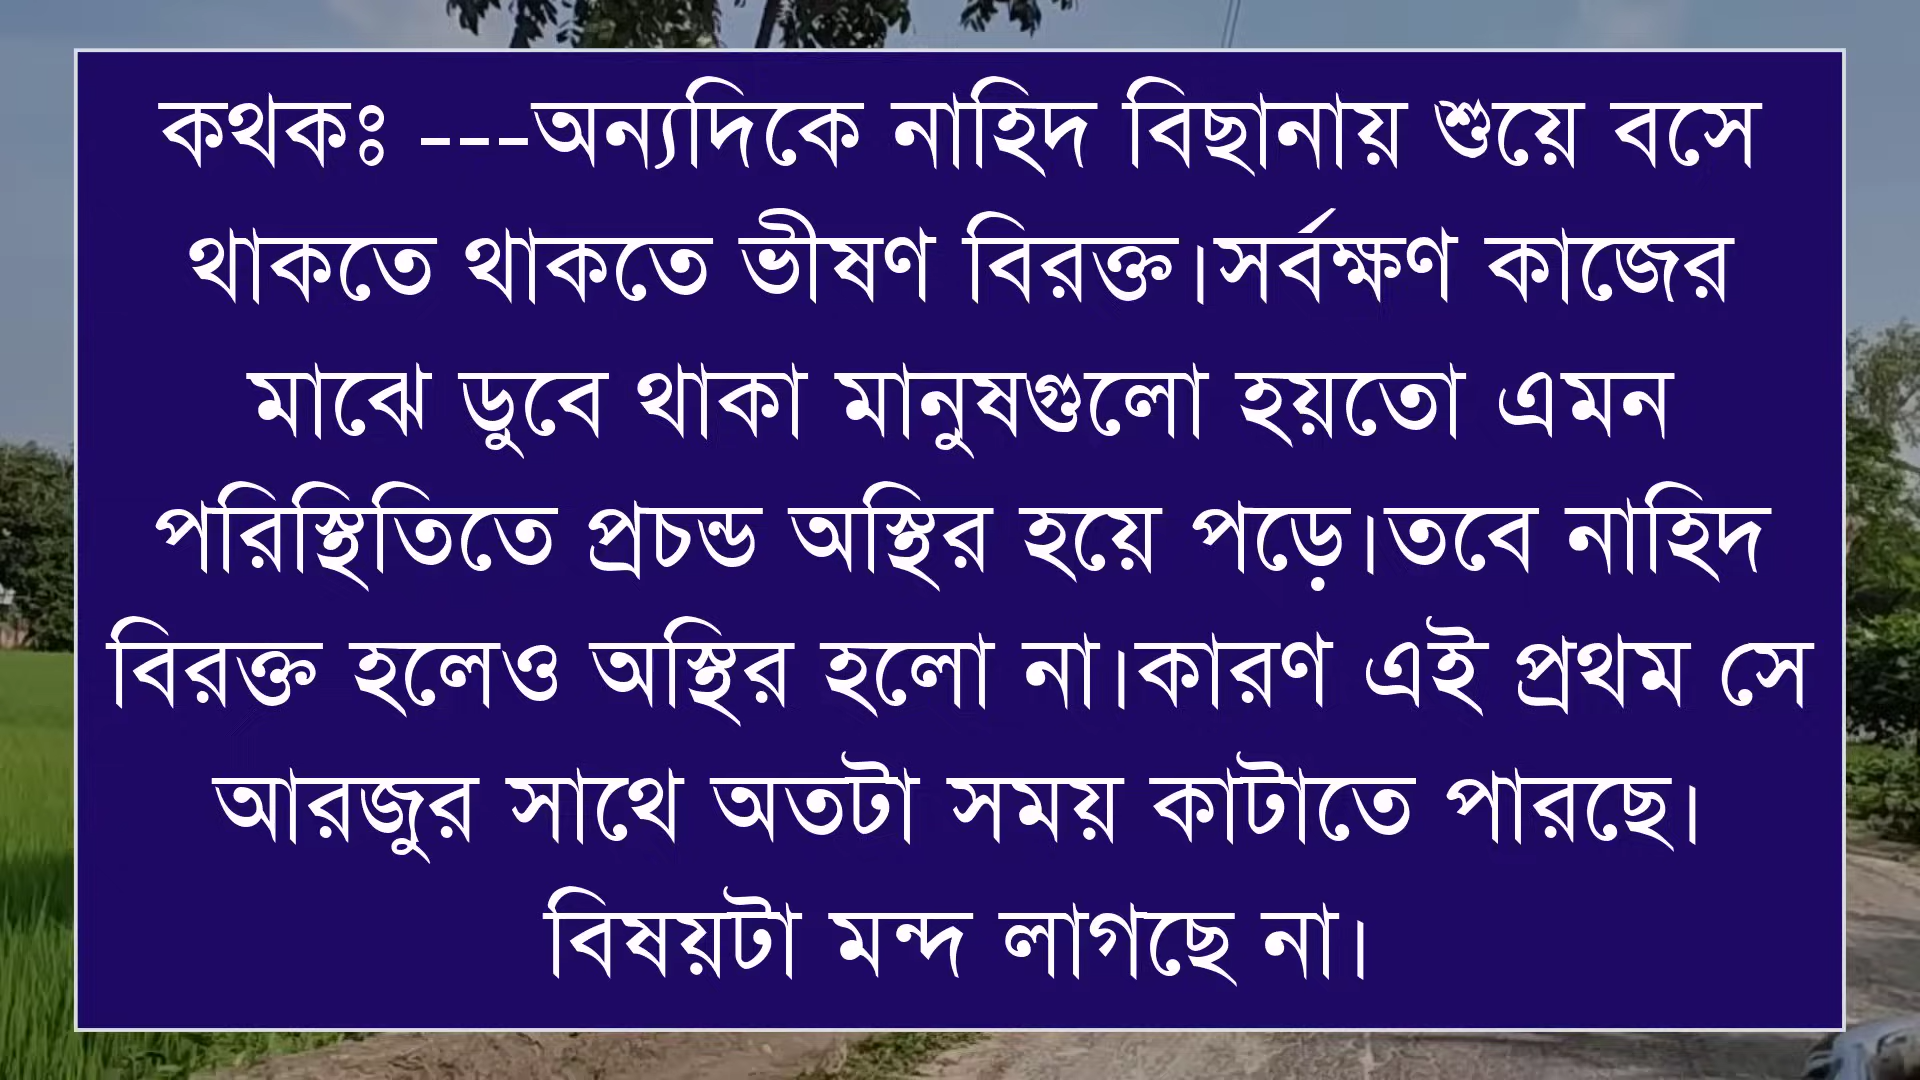 কথকঃ ---অন্যদিকে নাহিদ বিছানায় শুয়ে বসে
থাকতে থাকতে ভীষণ বিরক্ত।সর্বক্ষণ কাজের
মাঝে ডুবে থাকা মানুষগুলো হয়তো এমন
পরিস্থিতিতে প্রচন্ড অস্থির হয়ে পড়ে।তবে নাহিদ
বিরক্ত হলেও অস্থির হলো না।কারণ এই প্রথম সে
আরজুর সাথে অতটা সময় কাটাতে পারছে।
বিষয়টা মন্দ লাগছে না।